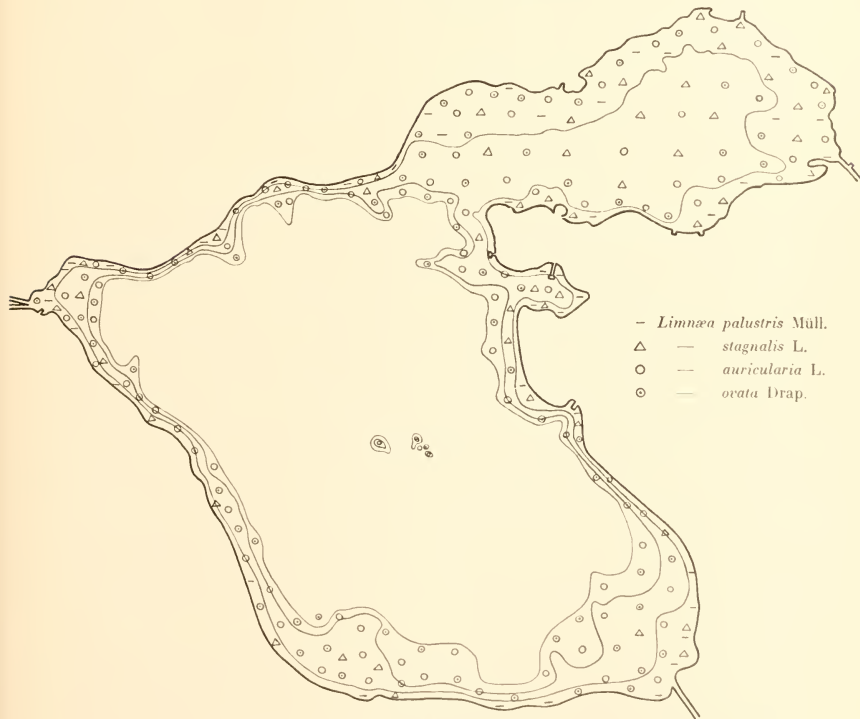 Limnæa palustris Müll.
— stagnalis L.
— auricularia L.
— ovata Drap.